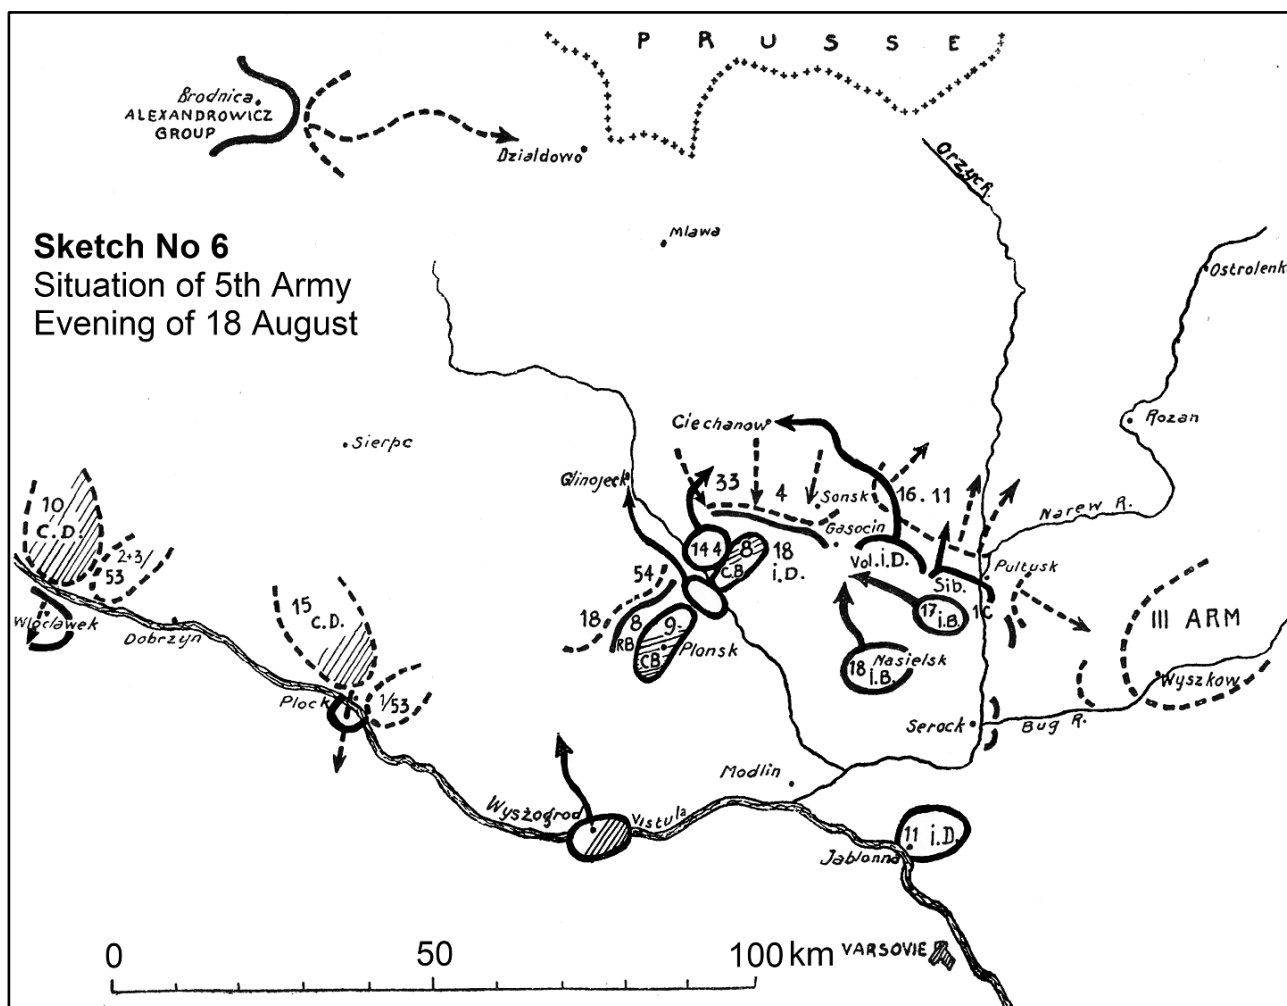 P R U S S E
Brodnica
ALEXANDROWICZ
GROUP
Dzialdowo
Orzyc R.
Sketch No 6
Situation of 5th Army
Evening of 18 August
Mlawa
Ostrolenk
Ciechanow
Rozan
Sierpc
Glinojeck
33
4
Sonsk
16.11
Narew R.
10
C.D.
Gasocin
144
8
C.B.
18
i.D.
Vol.i.D.
Pultusk
2+3/
53
54
Sib.
17
i.B.
1C
III ARM
15
C.D.
18
8
RB
9
CB
Plonsk
Wloclawek
Dobrzyn
18
i.B.
Nasielsk
Wyszkow
Plock
1/53
Serock
Bug R.
Modlin
Wyszogrod
Vistula
11 i.D.
Jablonna
0 50 100 km
VARSOVIE